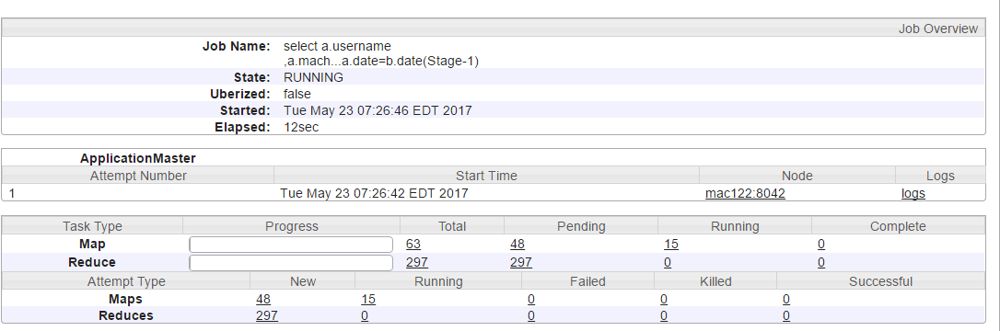 Job Overview
Job Name: select a.username
,a.mach...a.date=b.date(Stage-1)
State: RUNNING
Uberized: false
Started: Tue May 23 07:26:46 EDT 2017
Elapsed: 12sec
ApplicationMaster
Attempt Number Start Time Node Logs
1 Tue May 23 07:26:42 EDT 2017 mac122:8042 logs
Task Type Progress Total Pending Running Complete
Map 63 48 15 0
Reduce 297 297 0 0
Attempt Type New Running Failed Killed Successful
Maps 48 15 0 0 0
Reduces 297 0 0 0 0